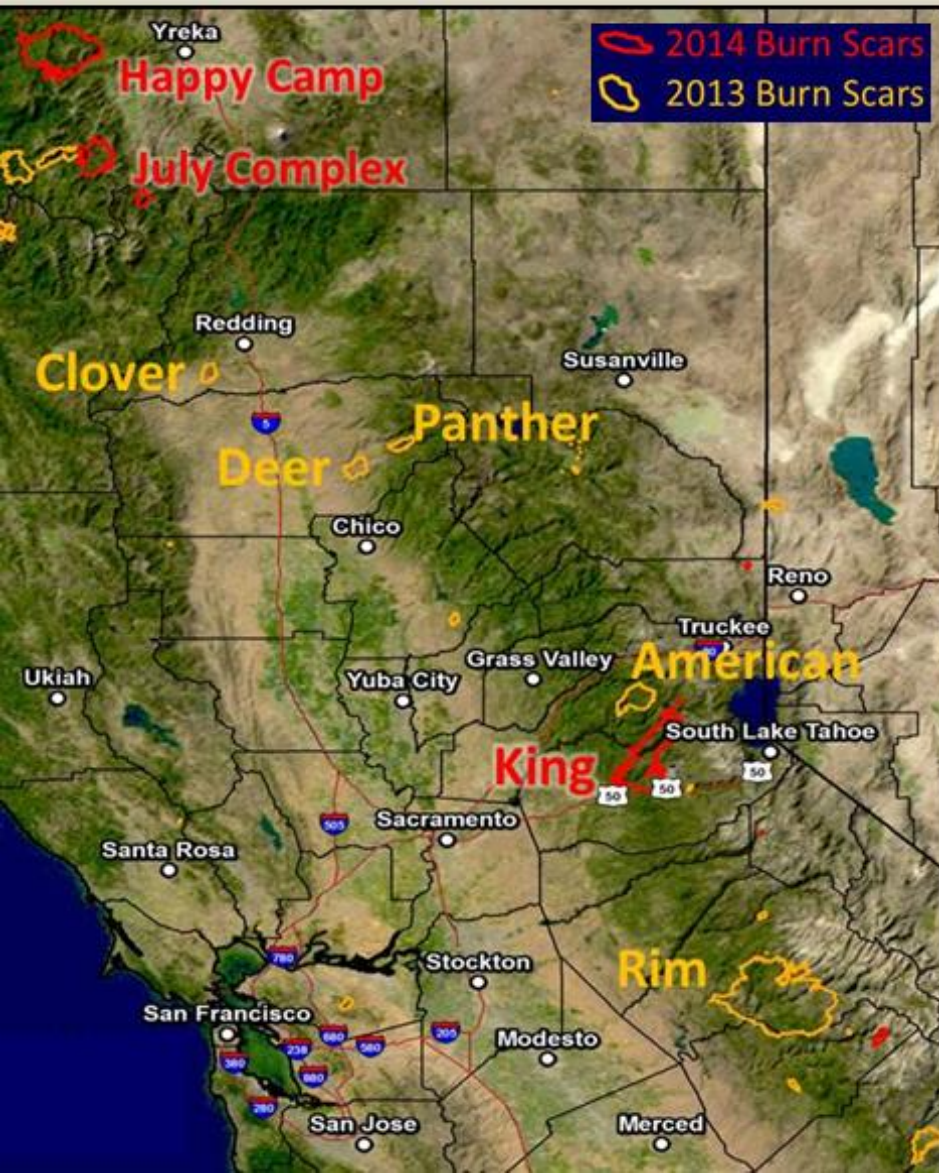 Yreka
2014 Burn Scars
2013 Burn Scars
Happy Camp
July Complex
Redding
Susanville
Clover
Panther
5
Deer
Chico
Reno
Truckee
80
American
Grass Valley
Ukiah
Yuba City
South Lake Tahoe
King
50
50
50
505
Sacramento
Santa Rosa
780
Stockton
Rim
San Francisco
680
205
238
580
Modesto
380
880
280
San Jose
Merced